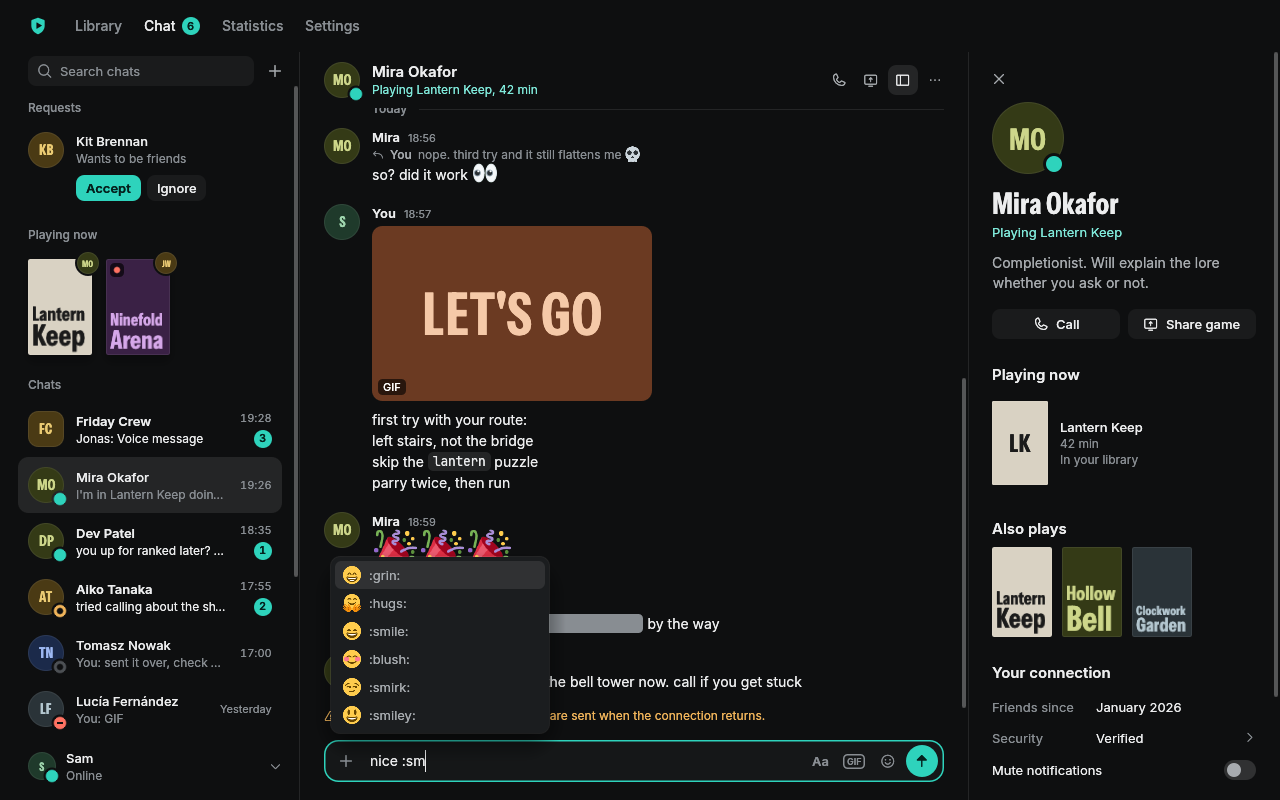 Library
Chat 6
Statistics
Settings
Search chats
Requests
KB
Kit Brennan
Wants to be friends
Accept
Ignore
Playing now
MO
Lantern Keep
JW
Ninefold Arena
Chats
FC
Friday Crew
19:28
Jonas: Voice message
3
MO
Mira Okafor
19:26
I'm in Lantern Keep doin...
DP
Dev Patel
18:35
you up for ranked later? ...
1
AT
Aiko Tanaka
17:55
tried calling about the sh...
2
TN
Tomasz Nowak
17:00
You: sent it over, check ...
LF
Lucía Fernández
Yesterday
You: GIF
S
Sam
Online
MO
Mira Okafor
Playing Lantern Keep, 42 min
Today
MO
Mira 18:56
You nope. third try and it still flattens me 💀
so? did it work 👀
S
You 18:57
LET'S GO
GIF
first try with your route:
left stairs, not the bridge
skip the lantern puzzle
parry twice, then run
MO
Mira 18:59
🎉🎉🎉
by the way
the bell tower now. call if you get stuck
are sent when the connection returns.
😁 :grin:
🤗 :hugs:
😄 :smile:
😊 :blush:
😏 :smirk:
😃 :smiley:
nice :sm
Aa
GIF
MO
Mira Okafor
Playing Lantern Keep
Completionist. Will explain the lore
whether you ask or not.
Call
Share game
Playing now
LK
Lantern Keep
42 min
In your library
Also plays
Lantern Keep
Hollow Bell
Clockwork Garden
Your connection
Friends since January 2026
Security Verified
Mute notifications